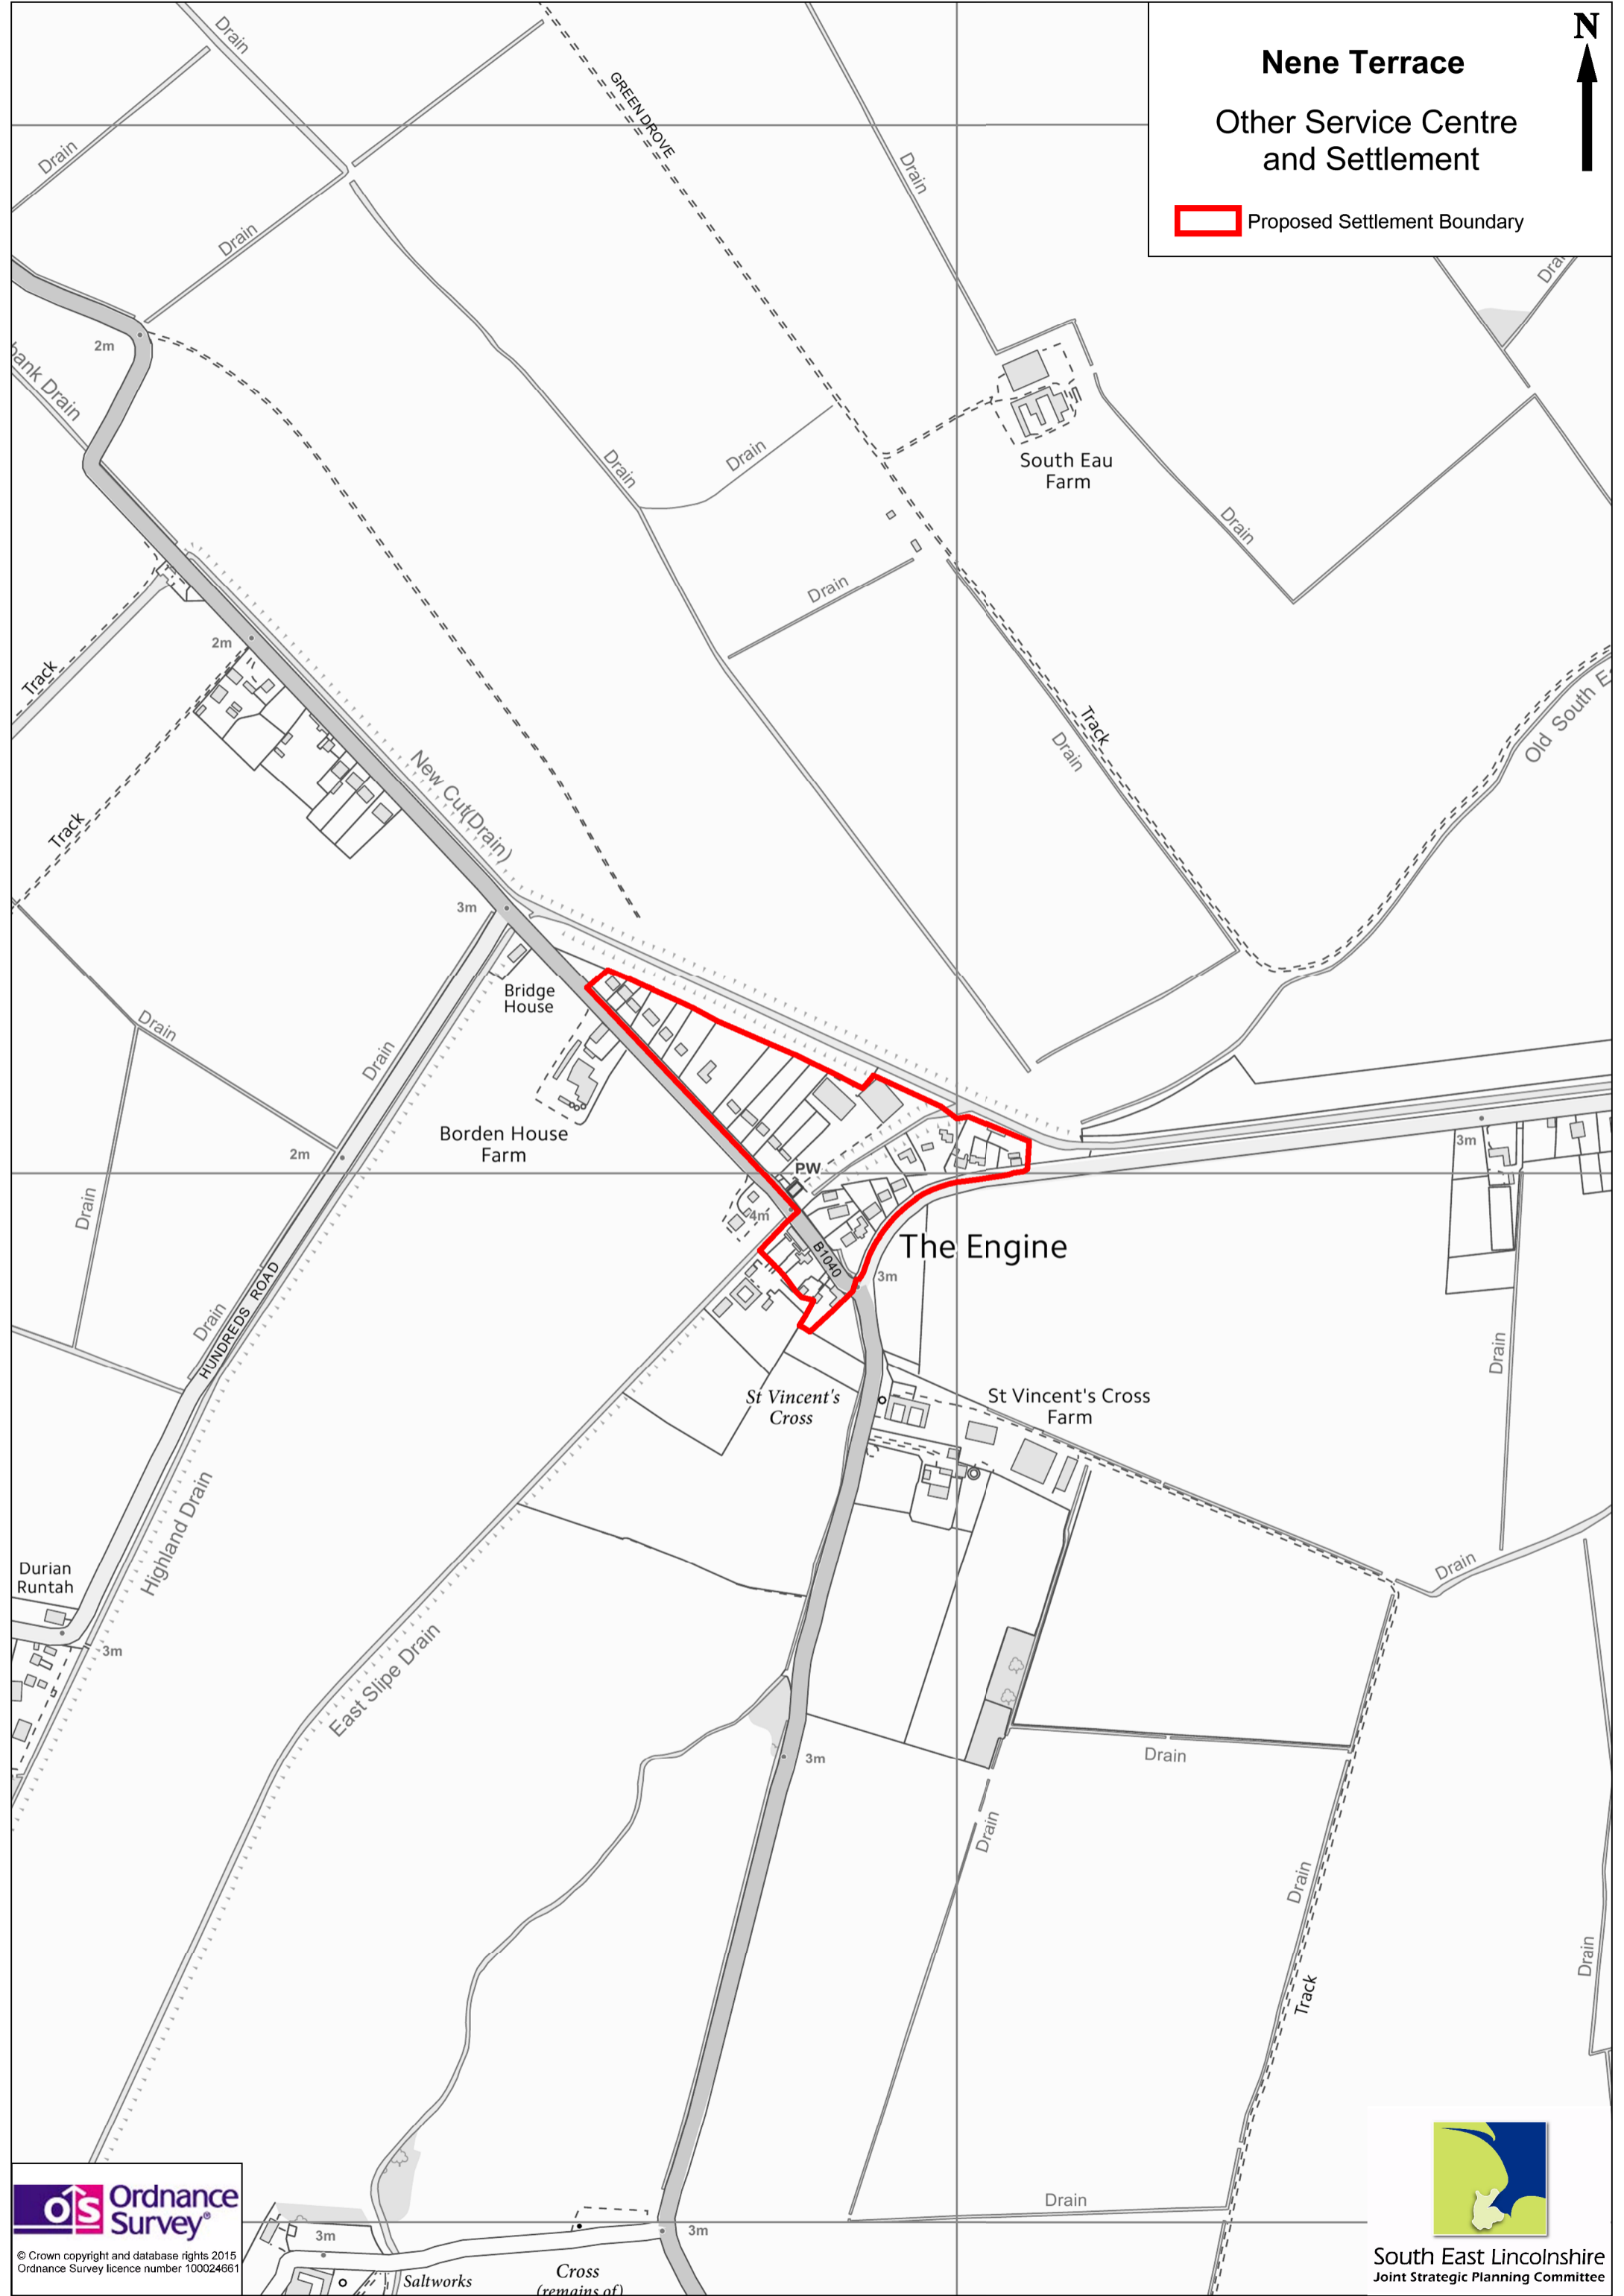 Nene Terrace
Other Service Centre
and Settlement
Proposed Settlement Boundary
N
Drain
GREEN DROVE
Drain
Drain
Drain
2m
bank Drain
South Eau
Farm
Drain
Drain
Drain
Drain
2m
Track
Track
Drain
Old South E
New Cut(Drain)
Track
3m
Bridge
House
Drain
Drain
Borden House
Farm
2m
3m
PW
4m
B1040
The Engine
3m
Drain
HUNDREDS ROAD
Drain
Drain
St Vincent's
Cross
St Vincent's Cross
Farm
Highland Drain
Durian
Runtah
3m
East Slipe Drain
Drain
3m
Drain
Drain
Drain
Drain
Track
Drain
3m
3m
Saltworks
Cross
(remains of)
Ordnance
Survey®
© Crown copyright and database rights 2015
Ordnance Survey licence number 100024661
South East Lincolnshire
Joint Strategic Planning Committee